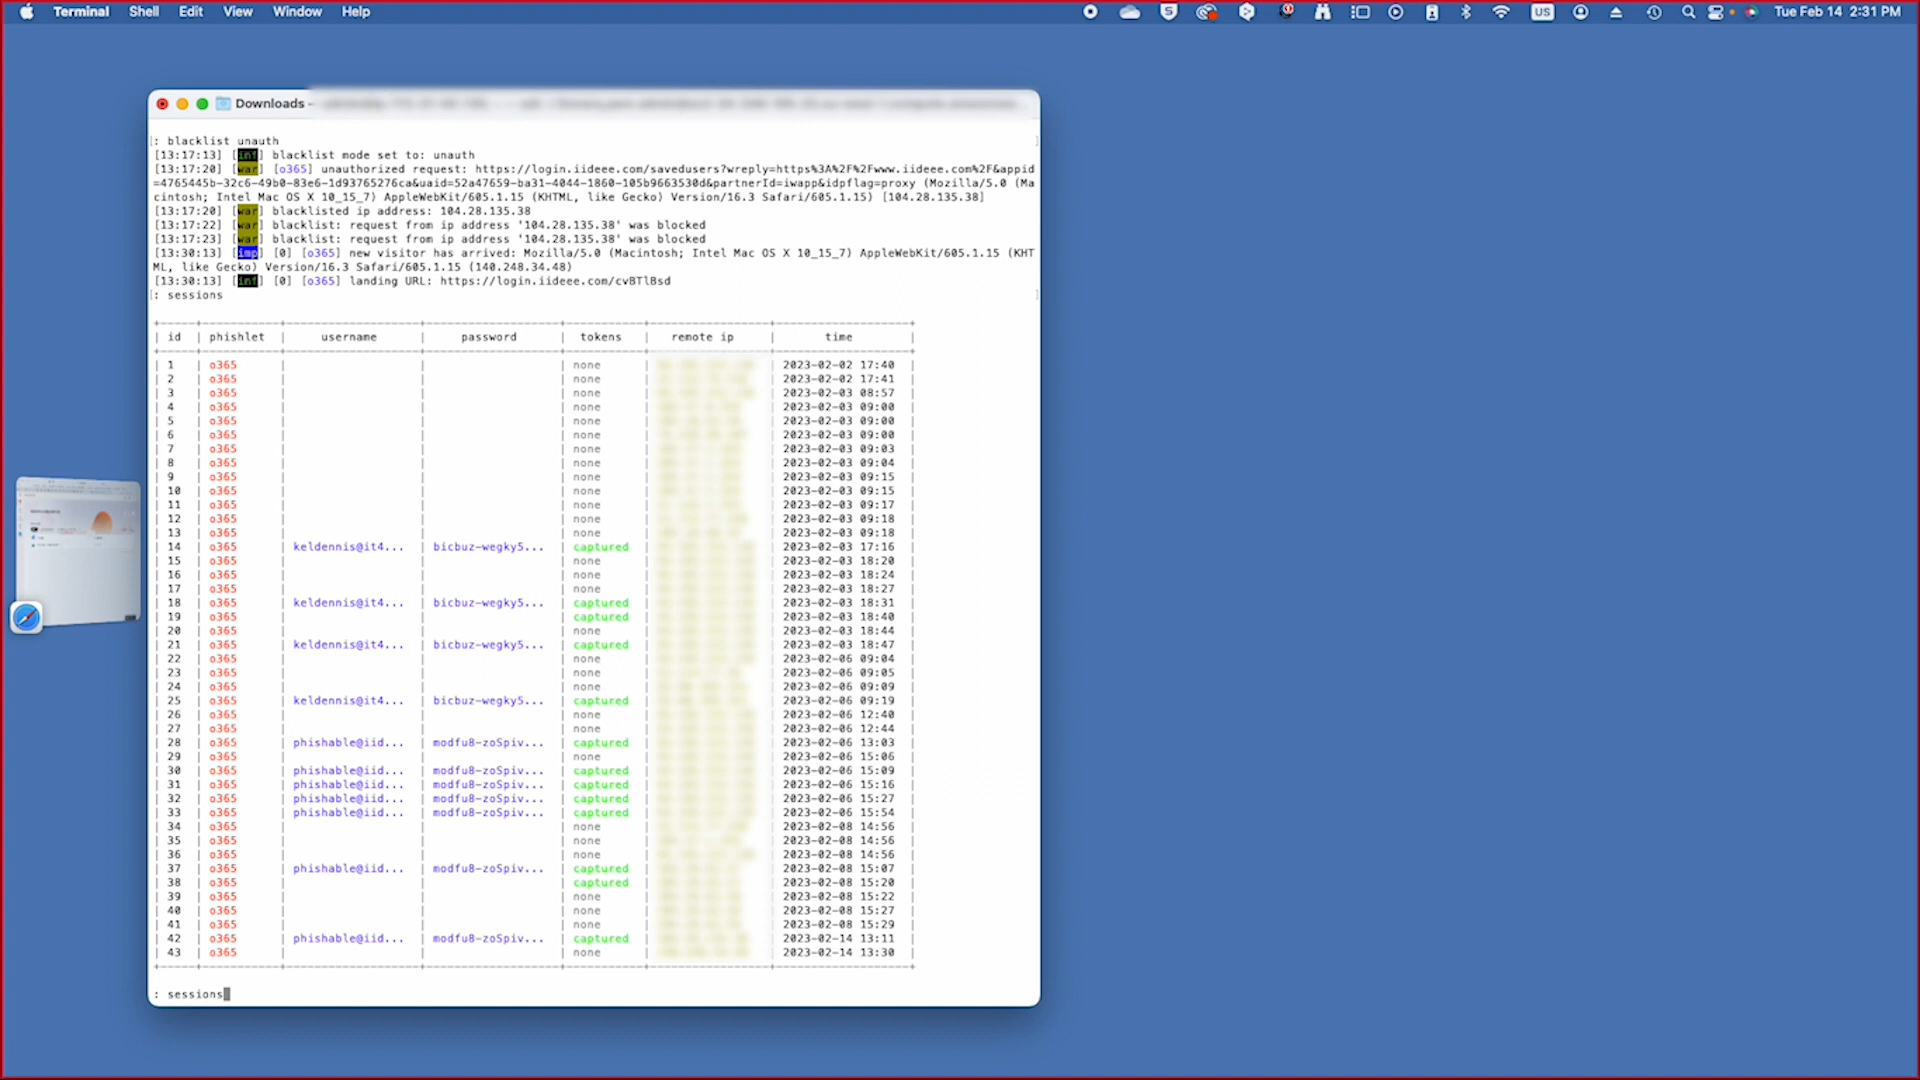 Terminal Shell Edit View Window Help US Tue Feb 14 2:31 PM
Downloads —
: blacklist unauth
[13:17:13] [inf] blacklist mode set to: unauth
[13:17:20] [war] [o365] unauthorized request: https://login.iideee.com/savedusers?wreply=https%3A%2F%2Fwww.iideee.com%2F&appid
=4765445b-32c6-49b0-83e6-1d93765276ca&uaid=52a47659-ba31-4044-1860-105b9663530d&partnerId=iwapp&idpflag=proxy (Mozilla/5.0 (Ma
cintosh; Intel Mac OS X 10_15_7) AppleWebKit/605.1.15 (KHTML, like Gecko) Version/16.3 Safari/605.1.15) [104.28.135.38]
[13:17:20] [war] blacklisted ip address: 104.28.135.38
[13:17:22] [war] blacklist: request from ip address '104.28.135.38' was blocked
[13:17:23] [war] blacklist: request from ip address '104.28.135.38' was blocked
[13:30:13] [imp] [0] [o365] new visitor has arrived: Mozilla/5.0 (Macintosh; Intel Mac OS X 10_15_7) AppleWebKit/605.1.15 (KHT
ML, like Gecko) Version/16.3 Safari/605.1.15 (140.248.34.48)
[13:30:13] [inf] [0] [o365] landing URL: https://login.iideee.com/cvBTlBsd
: sessions
| id | phishlet | username | password | tokens | remote ip | time |
| 1 | o365 | | | none | | 2023-02-02 17:40 |
| 2 | o365 | | | none | | 2023-02-02 17:41 |
| 3 | o365 | | | none | | 2023-02-03 08:57 |
| 4 | o365 | | | none | | 2023-02-03 09:00 |
| 5 | o365 | | | none | | 2023-02-03 09:00 |
| 6 | o365 | | | none | | 2023-02-03 09:00 |
| 7 | o365 | | | none | | 2023-02-03 09:03 |
| 8 | o365 | | | none | | 2023-02-03 09:04 |
| 9 | o365 | | | none | | 2023-02-03 09:15 |
| 10 | o365 | | | none | | 2023-02-03 09:15 |
| 11 | o365 | | | none | | 2023-02-03 09:17 |
| 12 | o365 | | | none | | 2023-02-03 09:18 |
| 13 | o365 | | | none | | 2023-02-03 09:18 |
| 14 | o365 | keldennis@it4... | bicbuz-wegky5... | captured | | 2023-02-03 17:16 |
| 15 | o365 | | | none | | 2023-02-03 18:20 |
| 16 | o365 | | | none | | 2023-02-03 18:24 |
| 17 | o365 | | | none | | 2023-02-03 18:27 |
| 18 | o365 | keldennis@it4... | bicbuz-wegky5... | captured | | 2023-02-03 18:31 |
| 19 | o365 | | | captured | | 2023-02-03 18:40 |
| 20 | o365 | | | none | | 2023-02-03 18:44 |
| 21 | o365 | keldennis@it4... | bicbuz-wegky5... | captured | | 2023-02-03 18:47 |
| 22 | o365 | | | none | | 2023-02-06 09:04 |
| 23 | o365 | | | none | | 2023-02-06 09:05 |
| 24 | o365 | | | none | | 2023-02-06 09:09 |
| 25 | o365 | keldennis@it4... | bicbuz-wegky5... | captured | | 2023-02-06 09:19 |
| 26 | o365 | | | none | | 2023-02-06 12:40 |
| 27 | o365 | | | none | | 2023-02-06 12:44 |
| 28 | o365 | phishable@iid... | modfu8-zoSpiv... | captured | | 2023-02-06 13:03 |
| 29 | o365 | | | none | | 2023-02-06 15:06 |
| 30 | o365 | phishable@iid... | modfu8-zoSpiv... | captured | | 2023-02-06 15:09 |
| 31 | o365 | phishable@iid... | modfu8-zoSpiv... | captured | | 2023-02-06 15:16 |
| 32 | o365 | phishable@iid... | modfu8-zoSpiv... | captured | | 2023-02-06 15:27 |
| 33 | o365 | phishable@iid... | modfu8-zoSpiv... | captured | | 2023-02-06 15:54 |
| 34 | o365 | | | none | | 2023-02-08 14:56 |
| 35 | o365 | | | none | | 2023-02-08 14:56 |
| 36 | o365 | | | none | | 2023-02-08 14:56 |
| 37 | o365 | phishable@iid... | modfu8-zoSpiv... | captured | | 2023-02-08 15:07 |
| 38 | o365 | | | captured | | 2023-02-08 15:20 |
| 39 | o365 | | | none | | 2023-02-08 15:22 |
| 40 | o365 | | | none | | 2023-02-08 15:27 |
| 41 | o365 | | | none | | 2023-02-08 15:29 |
| 42 | o365 | phishable@iid... | modfu8-zoSpiv... | captured | | 2023-02-14 13:11 |
| 43 | o365 | | | none | | 2023-02-14 13:30 |
: sessions